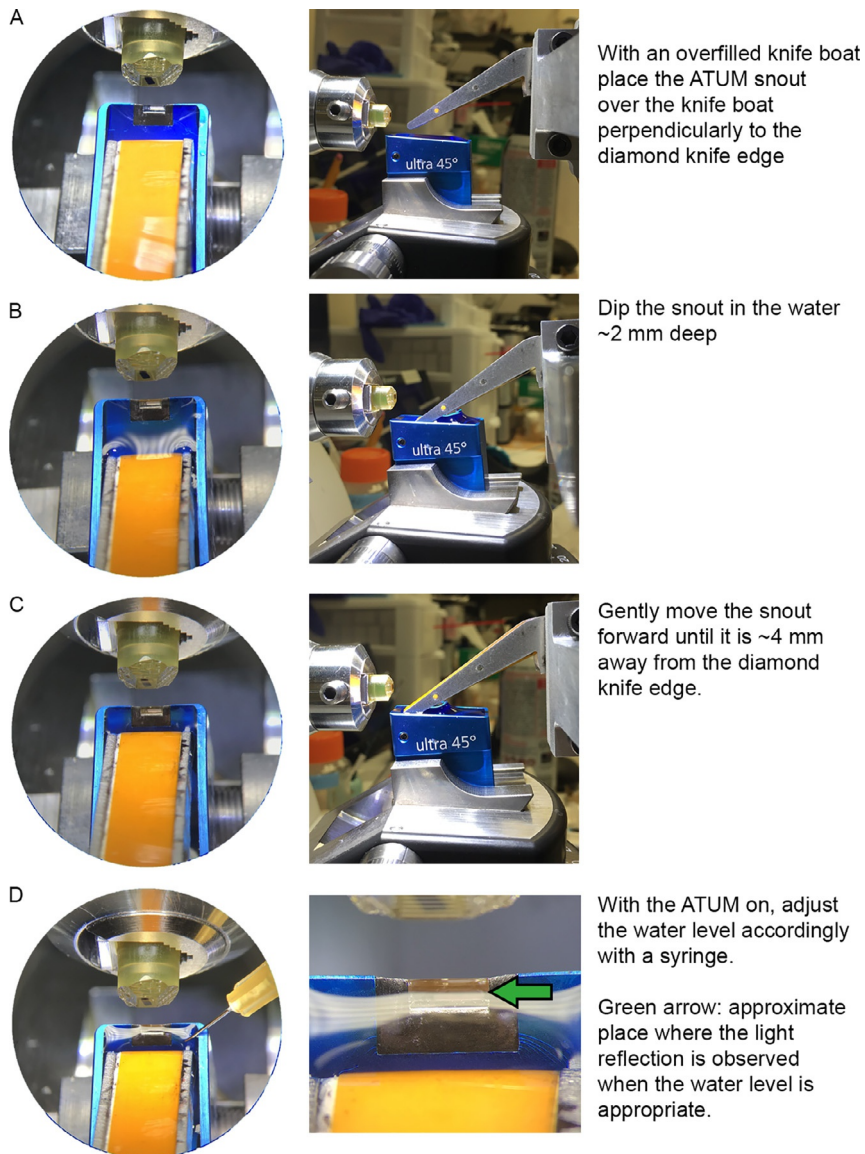 A
With an overfilled knife boat
place the ATUM snout
over the knife boat
perpendicularly to the
diamond knife edge
ultra 45°
B
Dip the snout in the water
~2 mm deep
ultra 45°
C
Gently move the snout
forward until it is ~4 mm
away from the diamond
knife edge.
ultra 45°
D
With the ATUM on, adjust
the water level accordingly
with a syringe.
Green arrow: approximate
place where the light
reflection is observed
when the water level is
appropriate.